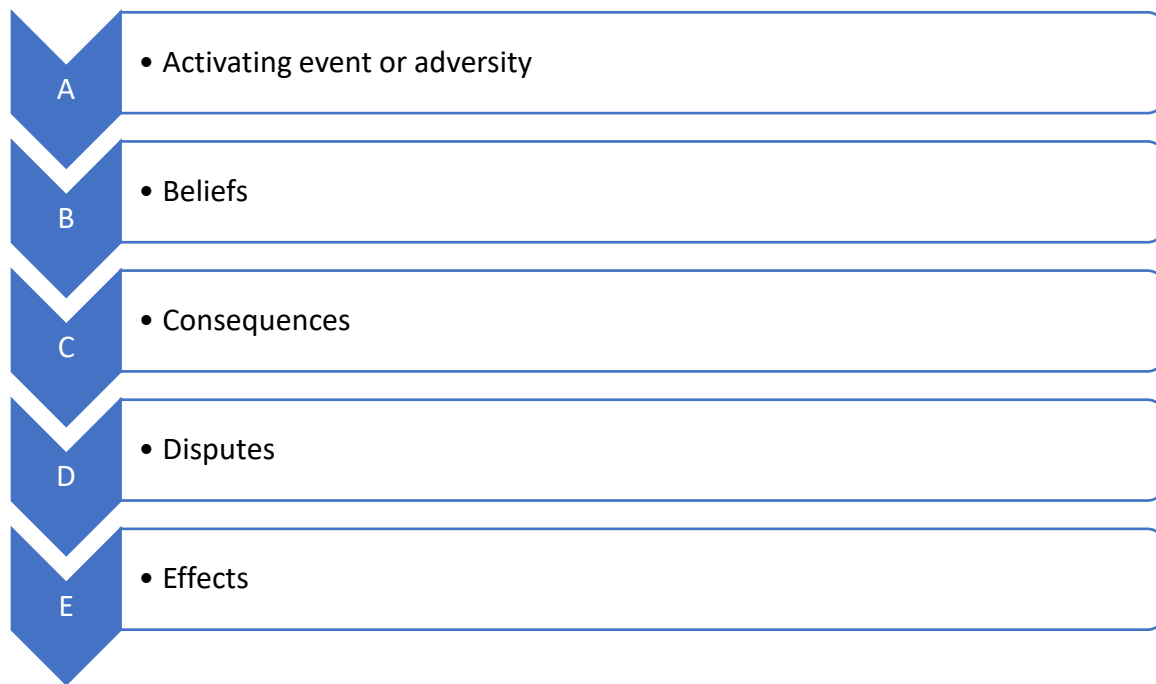 A
• Activating event or adversity
B
• Beliefs
C
• Consequences
D
• Disputes
E
• Effects